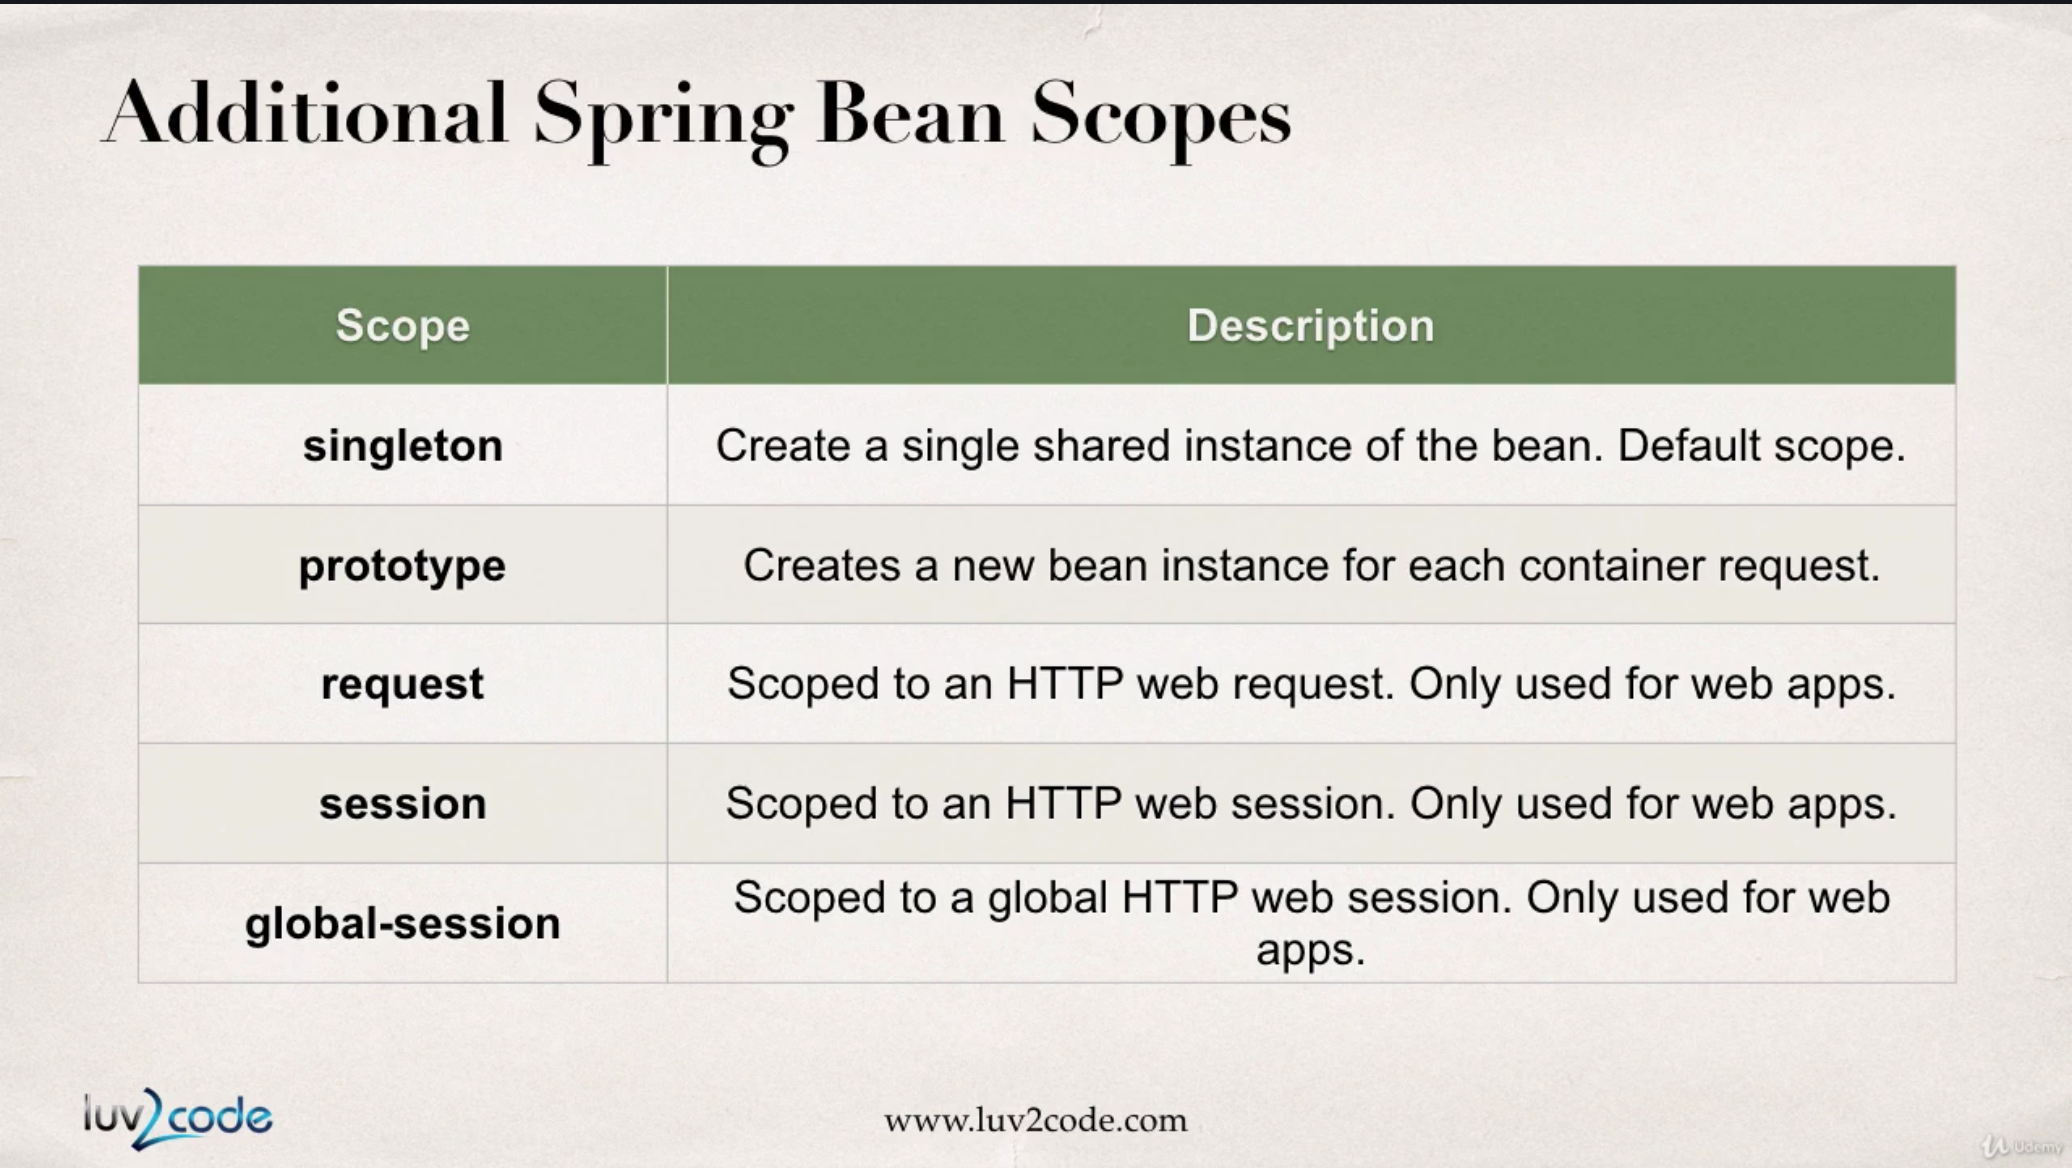 Additional Spring Bean Scopes
Scope Description
singleton Create a single shared instance of the bean. Default scope.
prototype Creates a new bean instance for each container request.
request Scoped to an HTTP web request. Only used for web apps.
session Scoped to an HTTP web session. Only used for web apps.
global-session Scoped to a global HTTP web session. Only used for web
apps.
luv2code
www.luv2code.com
Udemy